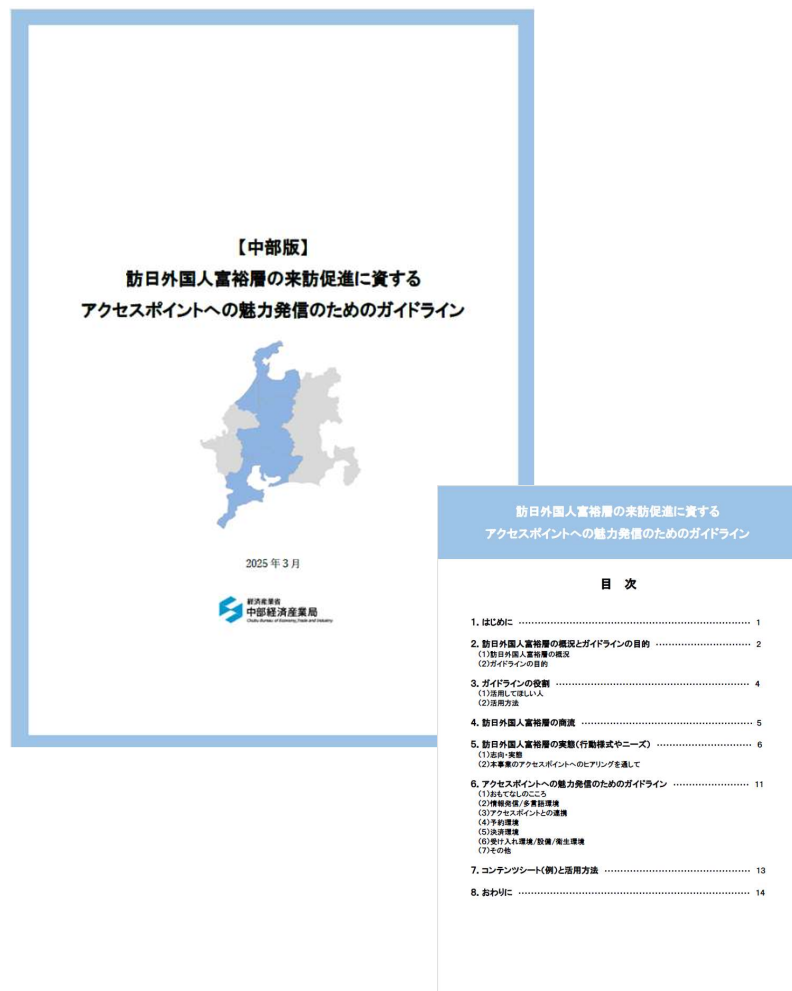 【中部版】
訪日外国人富裕層の来訪促進に資する
アクセスポイントへの魅力発信のためのガイドライン
2025年3月
経済産業省
中部経済産業局
Chubu Bureau of Economy, Trade and Industry
訪日外国人富裕層の来訪促進に資する
アクセスポイントへの魅力発信のためのガイドライン
目 次
1. はじめに ………………………………………………………… 1
2. 訪日外国人富裕層の概況とガイドラインの目的 ………………………… 2
(1)訪日外国人富裕層の概況
(2)ガイドラインの目的
3. ガイドラインの役割 ……………………………………………… 4
(1)活用してほしい人
(2)活用方法
4. 訪日外国人富裕層の商流 ………………………………………… 5
5. 訪日外国人富裕層の実態(行動様式やニーズ) ………………………… 6
(1)志向・実態
(2)本事業のアクセスポイントへのヒアリングを通して
6. アクセスポイントへの魅力発信のためのガイドライン …………………… 11
(1)おもてなしのこころ
(2)情報発信/多言語環境
(3)アクセスポイントとの連携
(4)予約環境
(5)決済環境
(6)受け入れ環境/設備/衛生環境
(7)その他
7. コンテンツシート(例)と活用方法 …………………………………… 13
8. おわりに ………………………………………………………… 14